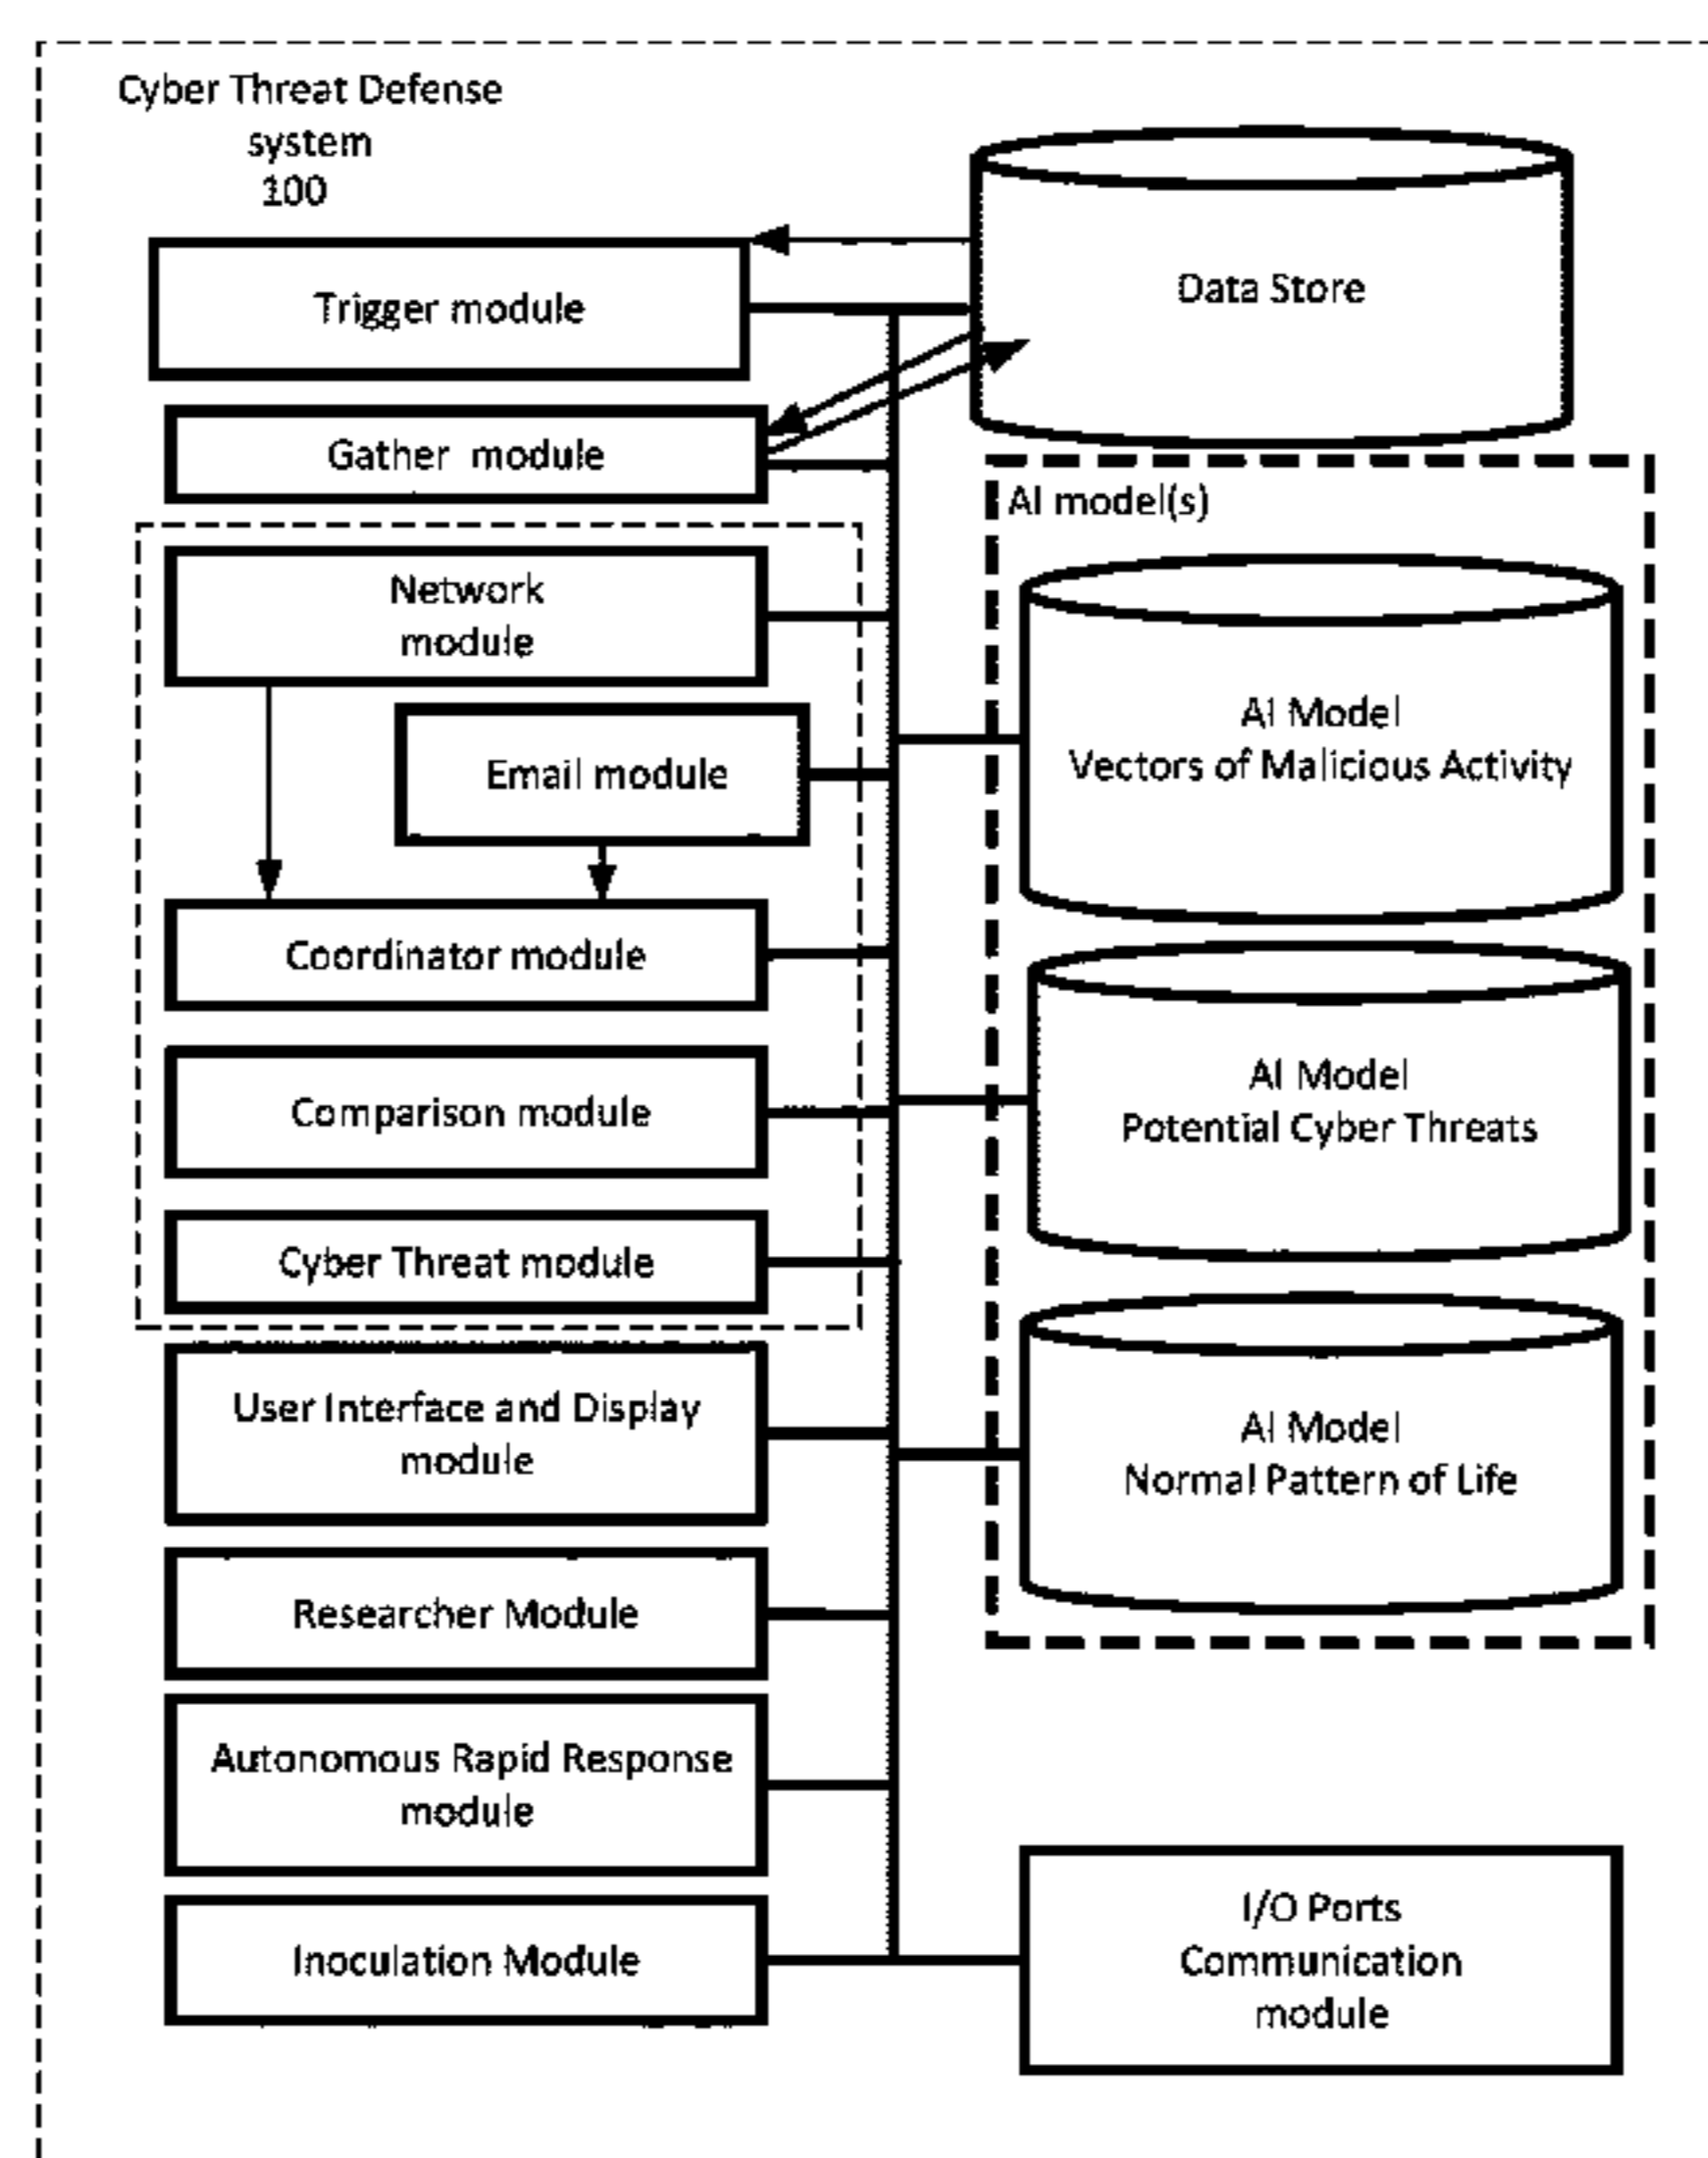 Cyber Threat Defense
system
100
Trigger module
Data Store
Gather module
AI model(s)
Network
module
Email module
AI Model
Vectors of Malicious Activity
Coordinator module
Comparison module
AI Model
Potential Cyber Threats
Cyber Threat module
User Interface and Display
module
AI Model
Normal Pattern of Life
Researcher Module
Autonomous Rapid Response
module
Inoculation Module
I/O Ports
Communication
module